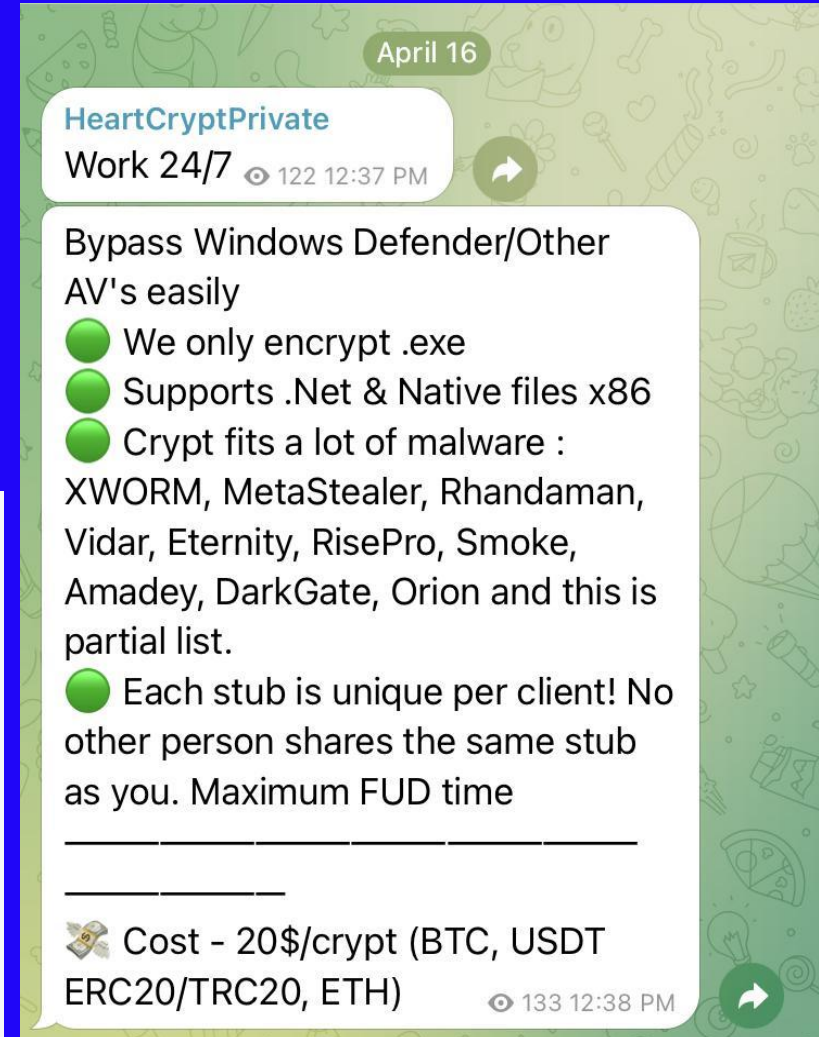 April 16
HeartCryptPrivate
Work 24/7 122 12:37 PM
Bypass Windows Defender/Other
AV's easily
🟢 We only encrypt .exe
🟢 Supports .Net & Native files x86
🟢 Crypt fits a lot of malware :
XWORM, MetaStealer, Rhandaman,
Vidar, Eternity, RisePro, Smoke,
Amadey, DarkGate, Orion and this is
partial list.
🟢 Each stub is unique per client! No
other person shares the same stub
as you. Maximum FUD time
——————————————————
———————
💸 Cost - 20$/crypt (BTC, USDT
ERC20/TRC20, ETH) 133 12:38 PM